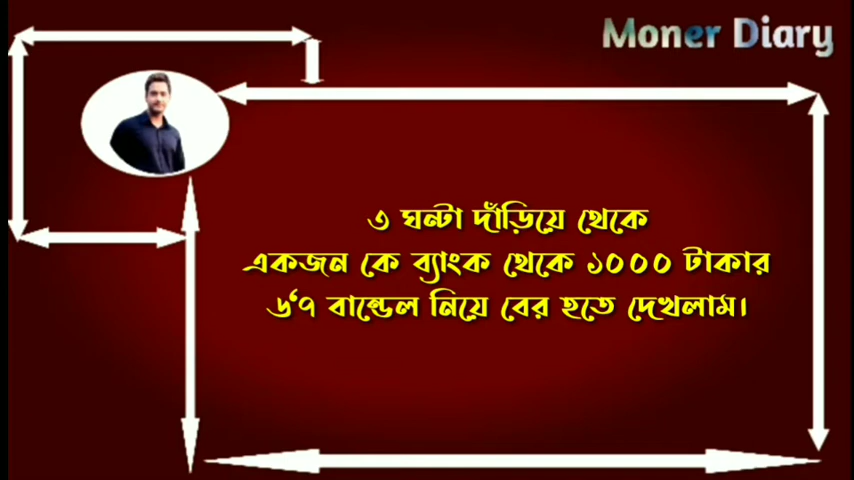 Moner Diary
৩ ঘন্টা দাঁড়িয়ে থেকে
একজন কে ব্যাংক থেকে ১০০০ টাকার
৬'৭ বান্ডেল নিয়ে বের হতে দেখলাম।